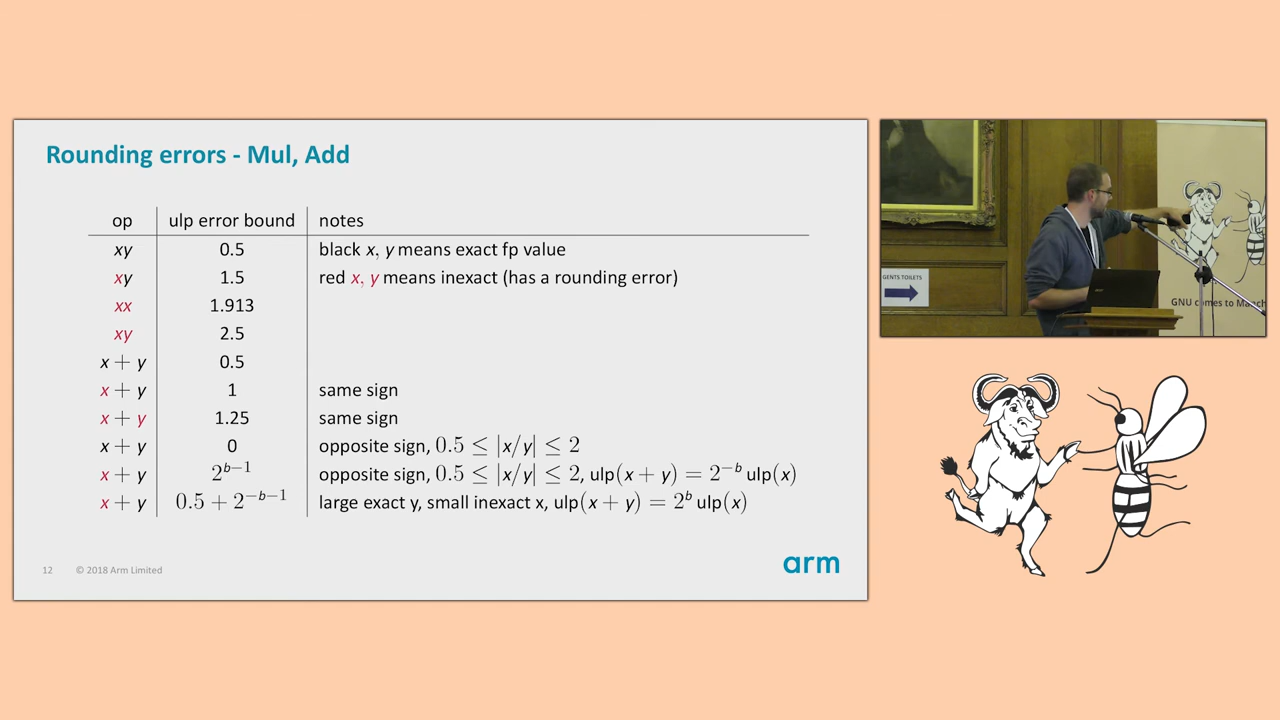 Rounding errors - Mul, Add
op ulp error bound notes
xy 0.5 black x, y means exact fp value
xy 1.5 red x, y means inexact (has a rounding error)
xx 1.913
xy 2.5
x + y 0.5
x + y 1 same sign
x + y 1.25 same sign
x + y 0 opposite sign, 0.5 ≤ |x/y| ≤ 2
x + y 2^{b−1} opposite sign, 0.5 ≤ |x/y| ≤ 2, ulp(x + y) = 2^{−b} ulp(x)
x + y 0.5 + 2^{−b−1} large exact y, small inexact x, ulp(x + y) = 2^b ulp(x)
12 © 2018 Arm Limited
arm
GENTS TOILETS
GNU comes to Manch